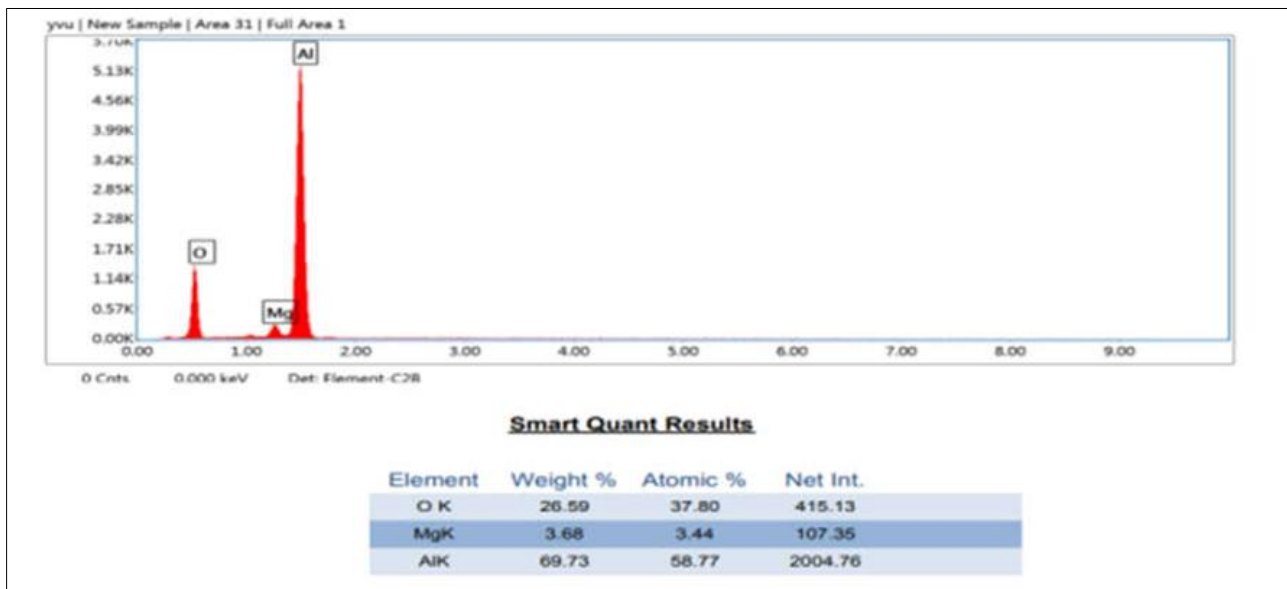 yvu | New Sample | Area 31 | Full Area 1
5.70K
Al
5.13K
4.56K
3.99K
3.42K
2.85K
2.28K
1.71K
O
1.14K
0.57K
Mg
0.00K
0.00 1.00 2.00 3.00 4.00 5.00 6.00 7.00 8.00 9.00
0 Cnts 0.000 keV Det: Element-C2B
Smart Quant Results
Element Weight % Atomic % Net Int.
O K 26.59 37.80 415.13
MgK 3.68 3.44 107.35
AlK 69.73 58.77 2004.76